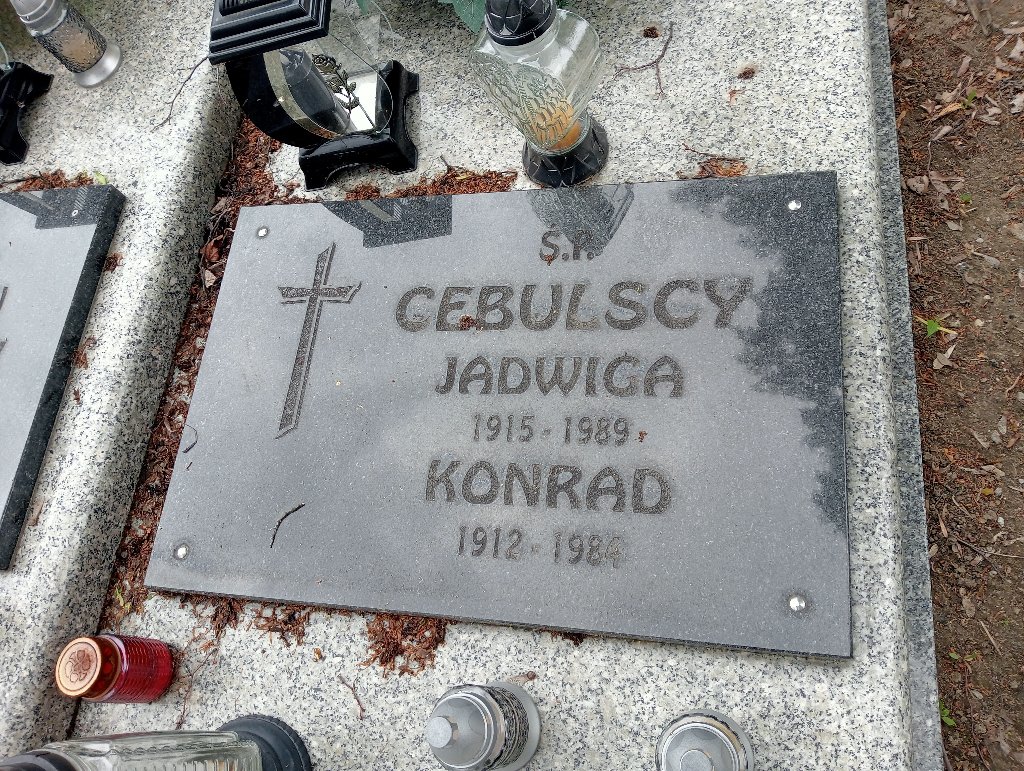 Ś.P.
CEBULSCY
JADWIGA
1915 - 1989
KONRAD
1912 - 1984